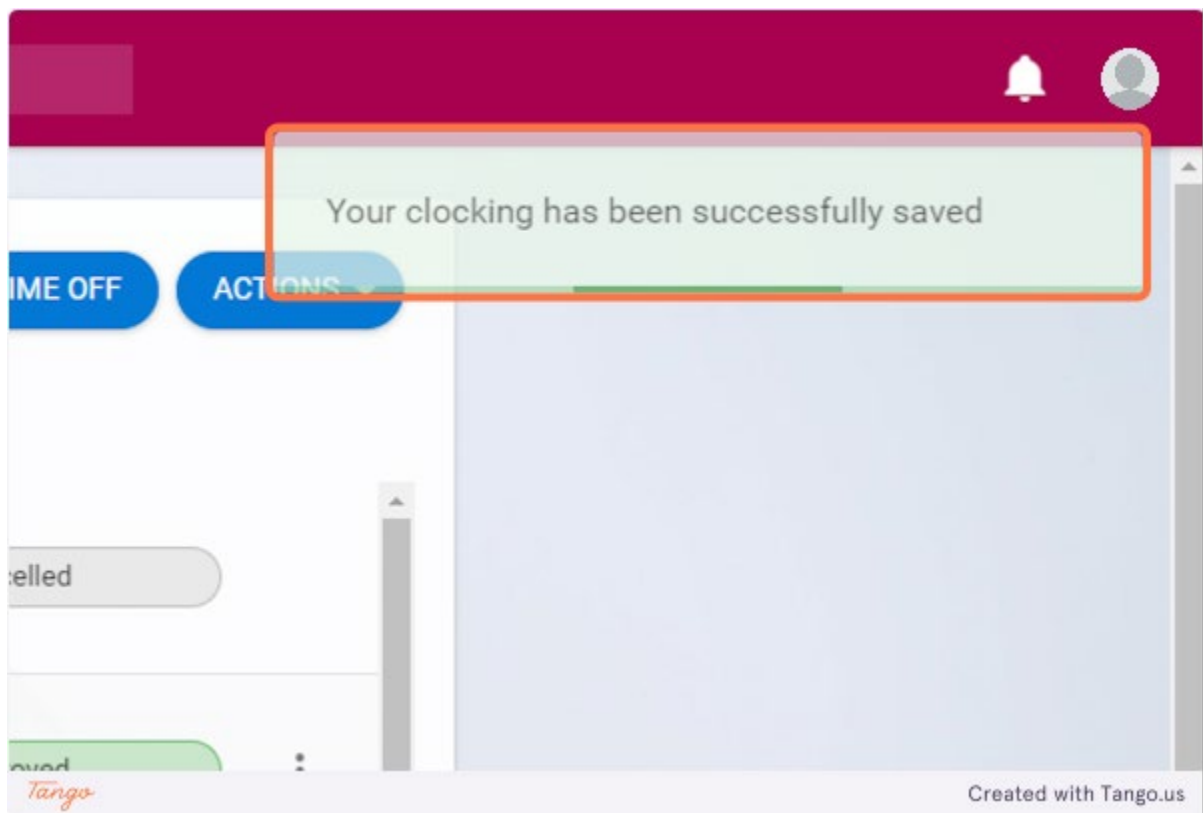 Your clocking has been successfully saved
IME OFF
ACTIONS
celled
oved
Tango
Created with Tango.us